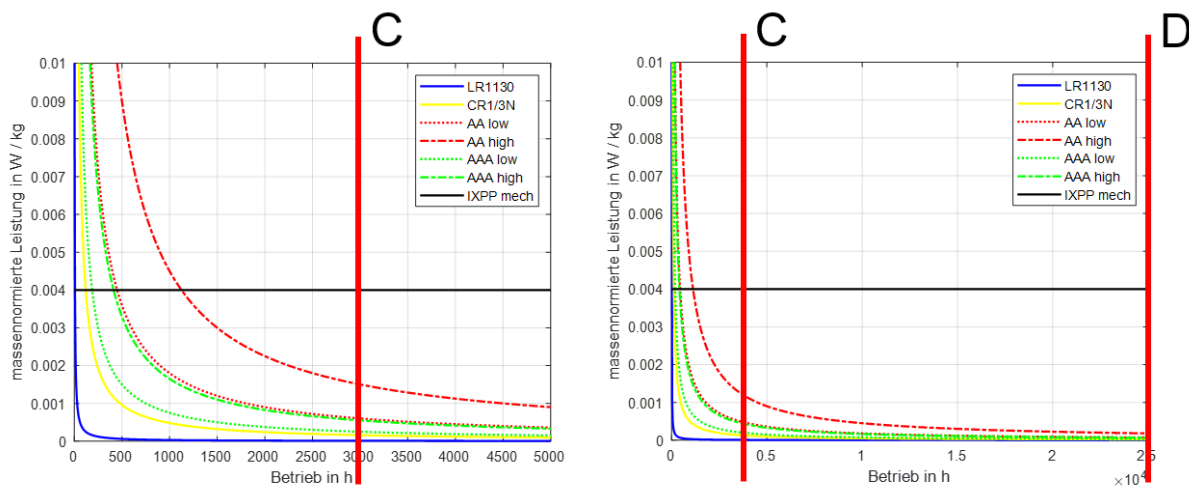 C
0.01
0.009
0.008
0.007
0.006
0.005
0.004
0.003
0.002
0.001
0
massennormierte Leistung in W / kg
LR1130
CR1/3N
AA low
AA high
AAA low
AAA high
IXPP mech
0 500 1000 1500 2000 2500 3000 3500 4000 4500 5000
Betrieb in h
C D
0.01
0.009
0.008
0.007
0.006
0.005
0.004
0.003
0.002
0.001
0
massennormierte Leistung in W / kg
LR1130
CR1/3N
AA low
AA high
AAA low
AAA high
IXPP mech
0 0.5 1 1.5 2 2.5
Betrieb in h
×10⁴